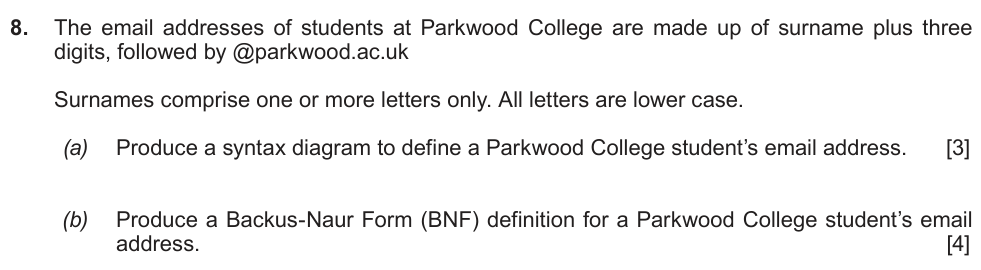 8. The email addresses of students at Parkwood College are made up of surname plus three
digits, followed by @parkwood.ac.uk
Surnames comprise one or more letters only. All letters are lower case.
(a) Produce a syntax diagram to define a Parkwood College student's email address. [3]
(b) Produce a Backus-Naur Form (BNF) definition for a Parkwood College student's email
address. [4]